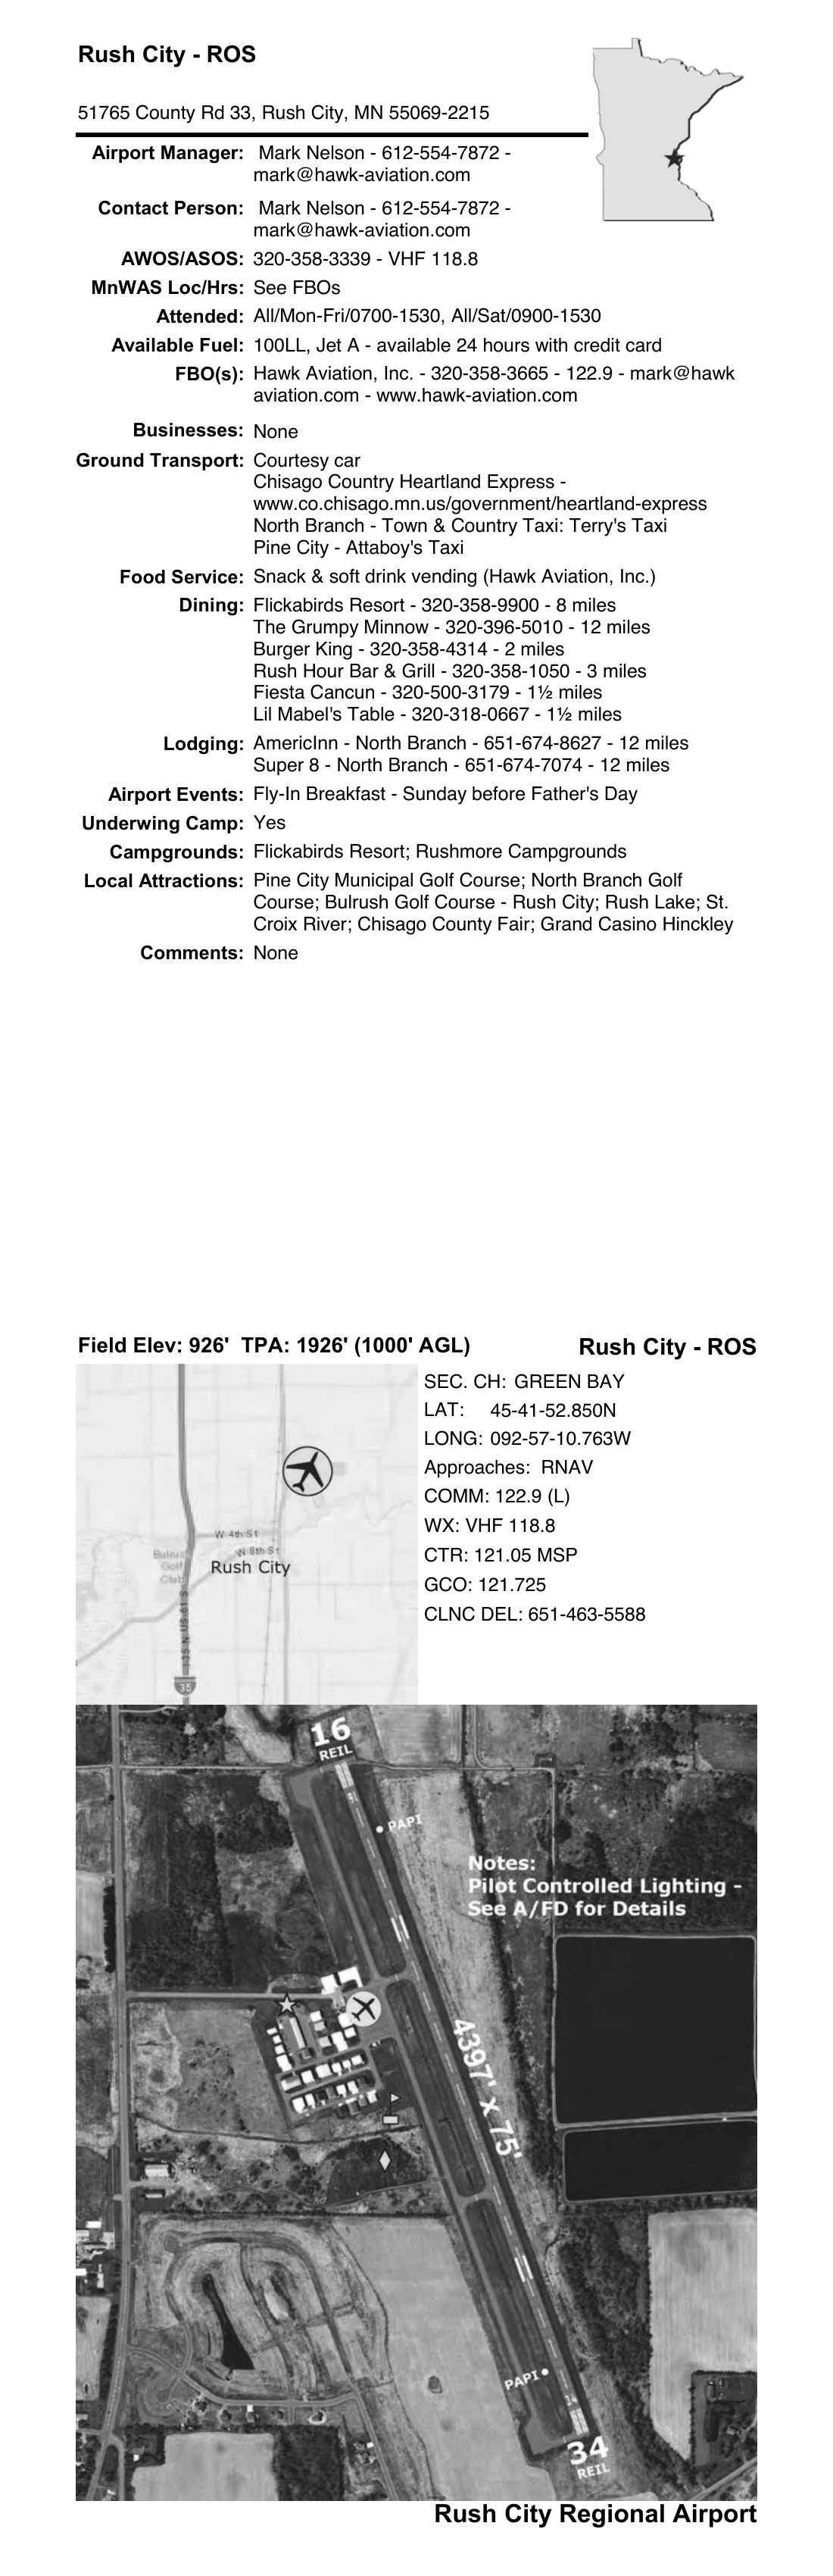 Rush City - ROS
51765 County Rd 33, Rush City, MN 55069-2215
Airport Manager: Mark Nelson - 612-554-7872 -
mark@hawk-aviation.com
Contact Person: Mark Nelson - 612-554-7872 -
mark@hawk-aviation.com
AWOS/ASOS: 320-358-3339 - VHF 118.8
MnWAS Loc/Hrs: See FBOs
Attended: All/Mon-Fri/0700-1530, All/Sat/0900-1530
Available Fuel: 100LL, Jet A - available 24 hours with credit card
FBO(s): Hawk Aviation, Inc. - 320-358-3665 - 122.9 - mark@hawk
aviation.com - www.hawk-aviation.com
Businesses: None
Ground Transport: Courtesy car
Chisago Country Heartland Express -
www.co.chisago.mn.us/government/heartland-express
North Branch - Town & Country Taxi: Terry's Taxi
Pine City - Attaboy's Taxi
Food Service: Snack & soft drink vending (Hawk Aviation, Inc.)
Dining: Flickabirds Resort - 320-358-9900 - 8 miles
The Grumpy Minnow - 320-396-5010 - 12 miles
Burger King - 320-358-4314 - 2 miles
Rush Hour Bar & Grill - 320-358-1050 - 3 miles
Fiesta Cancun - 320-500-3179 - 1½ miles
Lil Mabel's Table - 320-318-0667 - 1½ miles
Lodging: AmericInn - North Branch - 651-674-8627 - 12 miles
Super 8 - North Branch - 651-674-7074 - 12 miles
Airport Events: Fly-In Breakfast - Sunday before Father's Day
Underwing Camp: Yes
Campgrounds: Flickabirds Resort; Rushmore Campgrounds
Local Attractions: Pine City Municipal Golf Course; North Branch Golf
Course; Bulrush Golf Course - Rush City; Rush Lake; St.
Croix River; Chisago County Fair; Grand Casino Hinckley
Comments: None
Field Elev: 926' TPA: 1926' (1000' AGL)
Rush City - ROS
SEC. CH: GREEN BAY
LAT: 45-41-52.850N
LONG: 092-57-10.763W
Approaches: RNAV
COMM: 122.9 (L)
WX: VHF 118.8
CTR: 121.05 MSP
GCO: 121.725
CLNC DEL: 651-463-5588
W 4th St
W 8th St
Bulrush
Golf
Club
Rush City
I-35 N US-61 S
35
16
REIL
16
PAPI
Notes:
Pilot Controlled Lighting -
See A/FD for Details
4397' x 75'
PAPI
34
34
REIL
Rush City Regional Airport